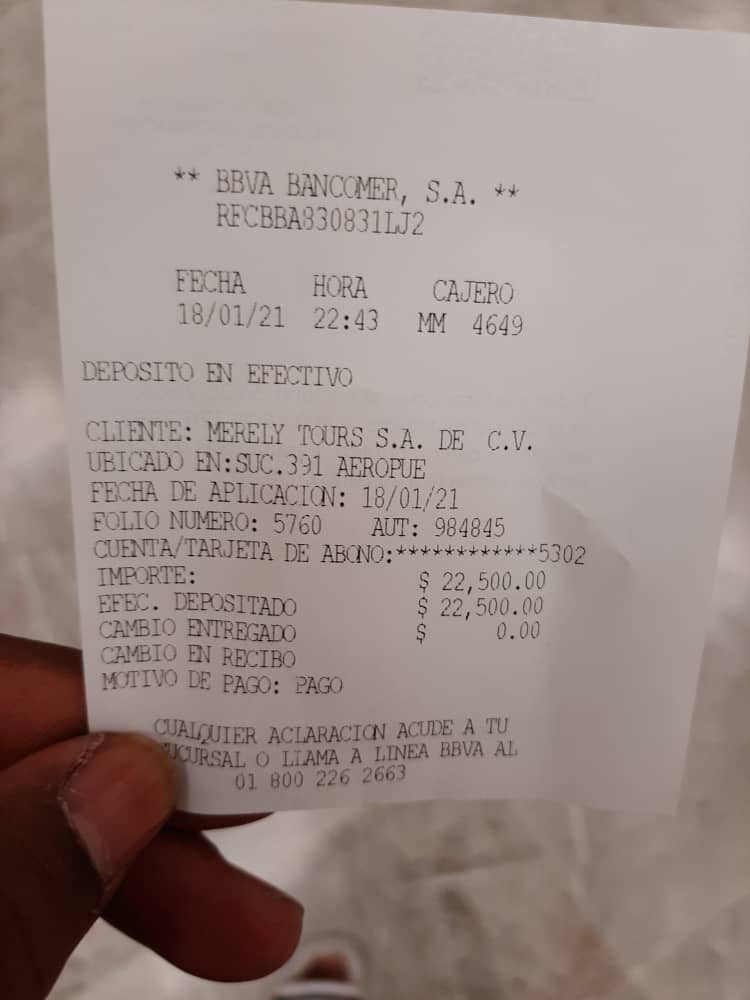 ** BBVA BANCOMER, S.A. **
RFCBBA830831LJ2
FECHA HORA CAJERO
18/01/21 22:43 MM 4649
DEPOSITO EN EFECTIVO
CLIENTE: MERELY TOURS S.A. DE C.V.
UBICADO EN:SUC.391 AEROPUE
FECHA DE APLICACION: 18/01/21
FOLIO NUMERO: 5760 AUT: 984845
CUENTA/TARJETA DE ABONO:************5302
IMPORTE: $ 22,500.00
EFEC. DEPOSITADO $ 22,500.00
CAMBIO ENTREGADO $ 0.00
CAMBIO EN RECIBO
MOTIVO DE PAGO: PAGO
CUALQUIER ACLARACION ACUDE A TU
SUCURSAL O LLAMA A LINEA BBVA AL
01 800 226 2663